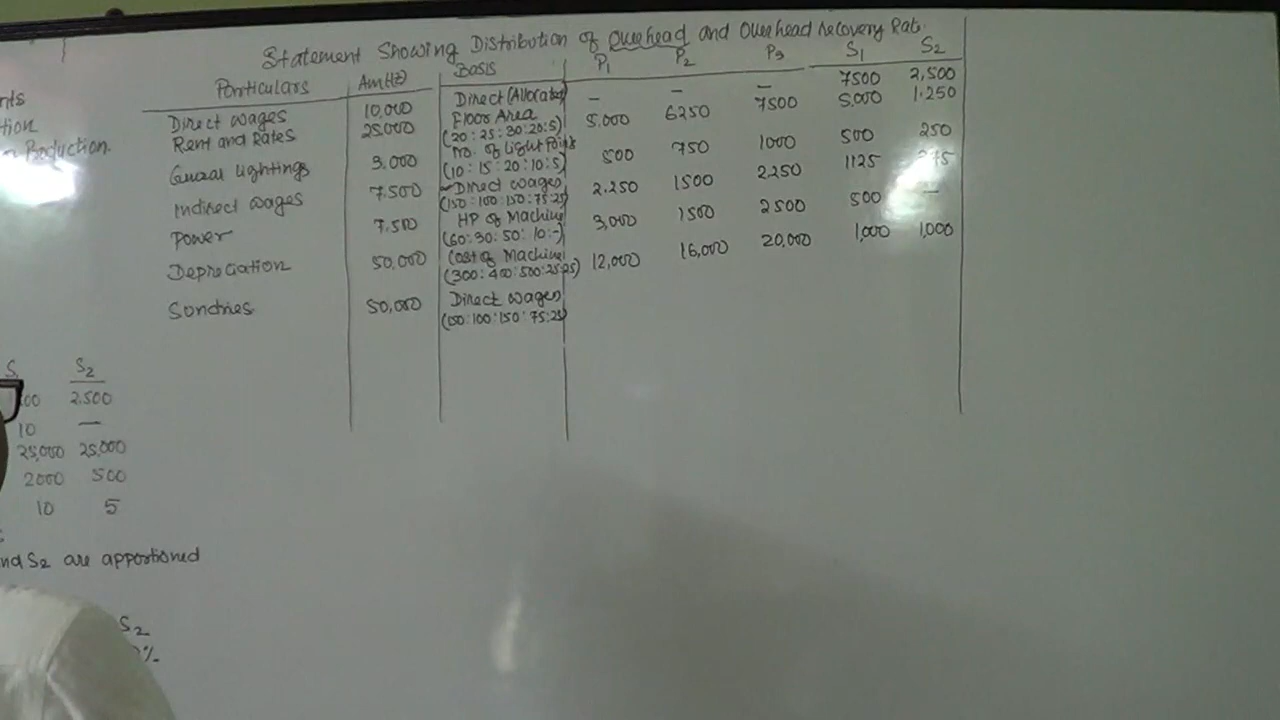 Statement Showing Distribution of Overhead and Overhead recovery Rate
Particulars Amt(₹) BASIS P1 P2 P3 S1 S2
Direct wages 10,000 Direct (Allocated) — — — 7500 2,500
Rent and Rates 25000 Floor Area 5.000 6250 7500 5,000 1.250
(20:25:30:20:5)
General lightings 3.000 No. of Light Points 500 750 1000 500 250
(10:15:20:10:5)
Indirect wages 7.500 Direct wages 2.250 1500 2250 1125
(150:100:150:75:25)
Power 7.500 HP of Machine 3,000 1500 2500 500 —
(60:30:50:10:-)
Depreciation 50,000 Cost of Machine 12,000 16,000 20,000 1,000 1,000
(300:400:500:25:25)
Sundries 50,000 Direct wages
(150:100:150:75:25)
nts
tion
Production.
S. S2
00 2.500
10 —
25,000 25,000
2000 500
10 5
nd S2 are apportioned
S2
%